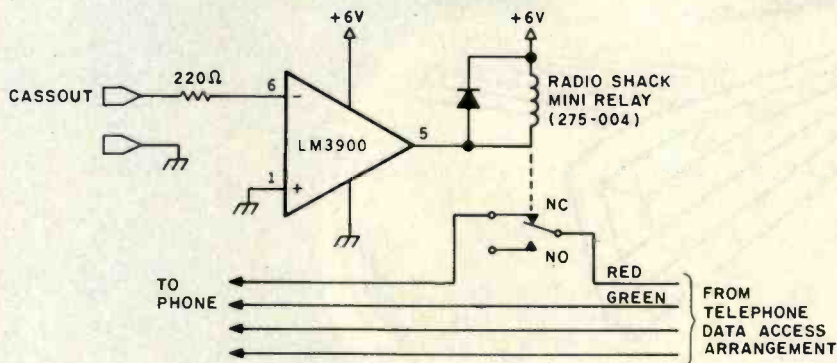 +6V
+6V
220Ω
CASSOUT
6
-
LM3900
5
1
+
RADIO SHACK
MINI RELAY
(275-004)
NC
NO
TO
PHONE
RED
GREEN
FROM
TELEPHONE
DATA ACCESS
ARRANGEMENT